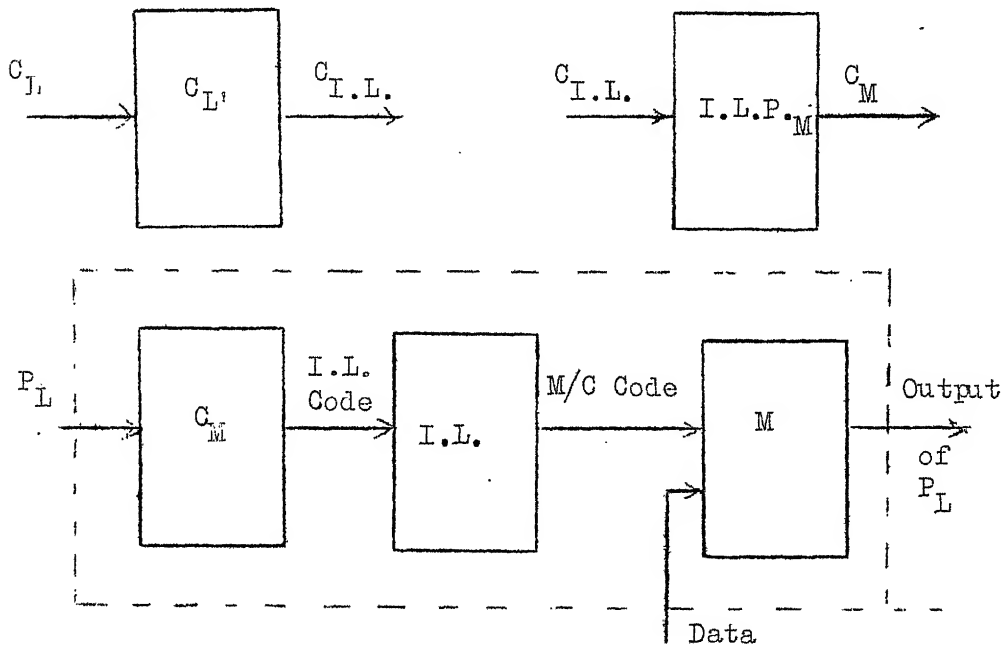 C_L
C_L'
C_I.L.
C_I.L.
I.L.P._M
C_M
P_L
C_M
I.L.
Code
I.L.
M/C Code
M
Output
of
P_L
Data